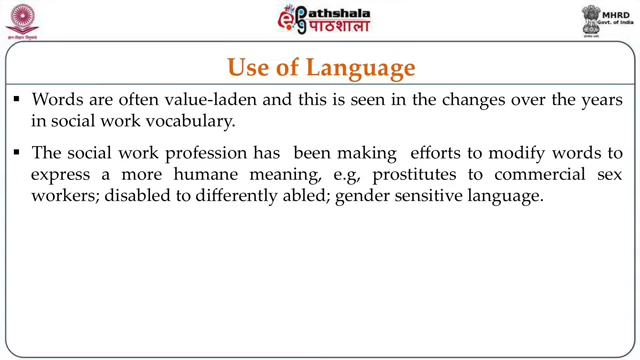 ePathshala
पाठशाला
MHRD
Govt. of India
Use of Language
▪ Words are often value-laden and this is seen in the changes over the years
in social work vocabulary.
▪ The social work profession has been making efforts to modify words to
express a more humane meaning, e.g, prostitutes to commercial sex
workers; disabled to differently abled; gender sensitive language.